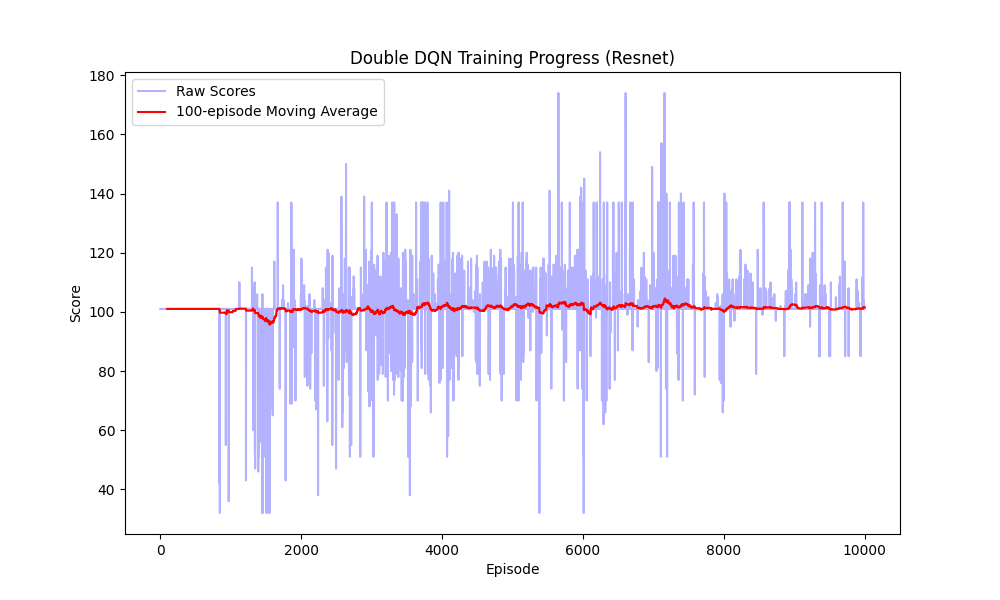 Double DQN Training Progress (Resnet)
Raw Scores
100-episode Moving Average
Score
180
160
140
120
100
80
60
40
0
2000
4000
6000
8000
10000
Episode